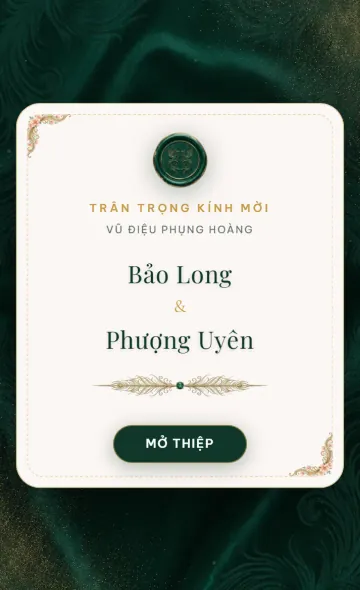 TRÂN TRỌNG KÍNH MỜI
VŨ ĐIỆU PHỤNG HOÀNG
Bảo Long
&
Phượng Uyên
MỞ THIỆP